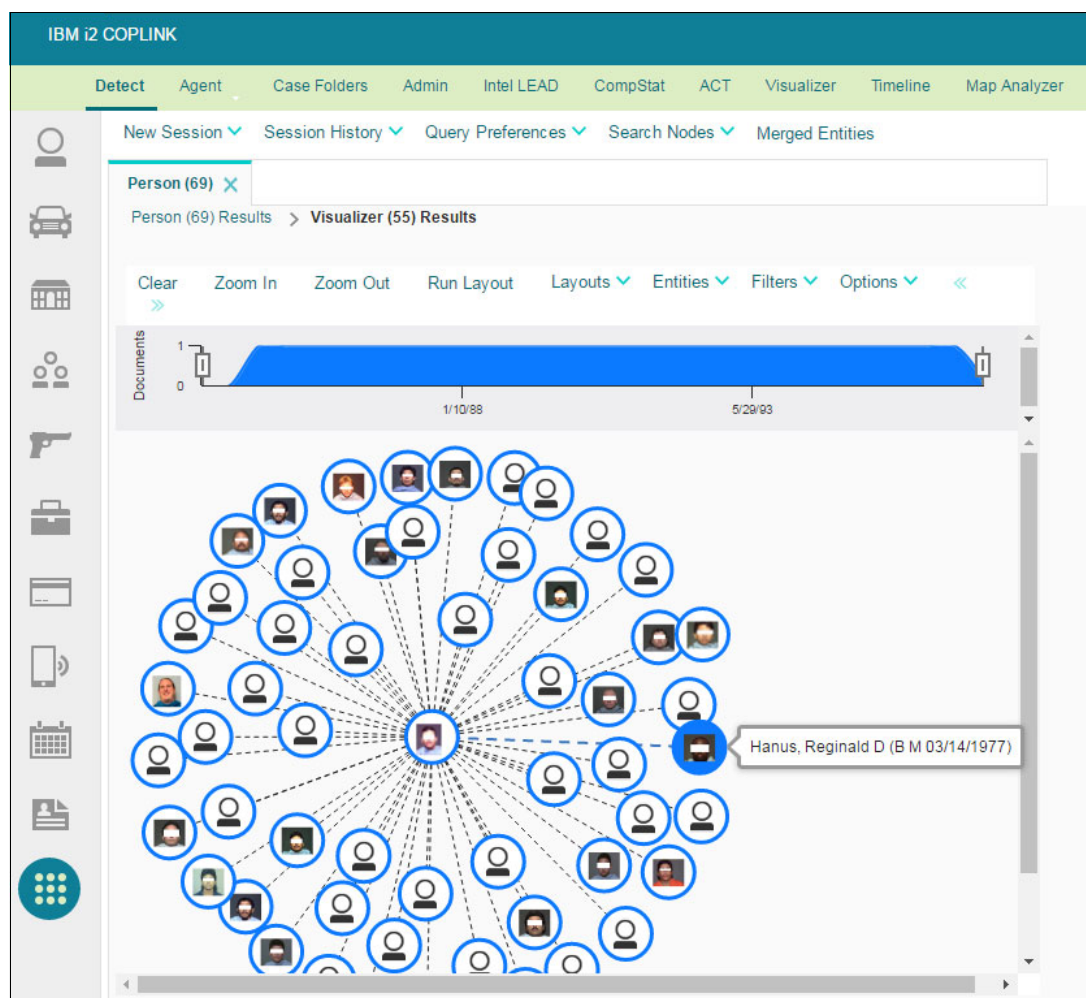 IBM i2 COPLINK
Detect Agent Case Folders Admin Intel LEAD CompStat ACT Visualizer Timeline Map Analyzer
New Session Session History Query Preferences Search Nodes Merged Entities
Person (69)
Person (69) Results > Visualizer (55) Results
Clear Zoom In Zoom Out Run Layout Layouts Entities Filters Options «
»
Documents
1
0
1/10/88 5/29/93
Hanus, Reginald D (B M 03/14/1977)